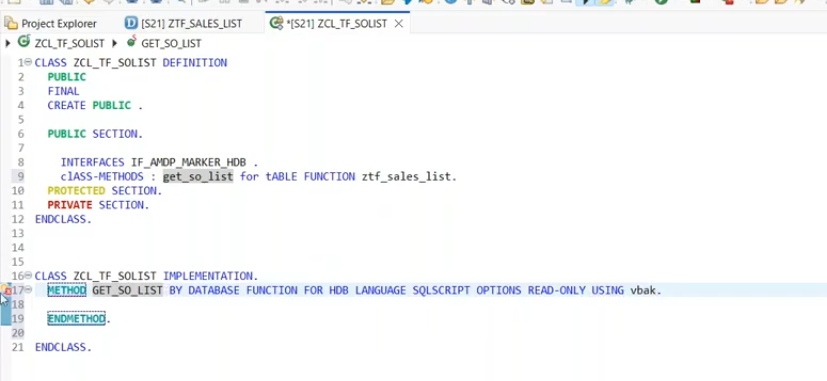 Project Explorer [S21] ZTF_SALES_LIST *[S21] ZCL_TF_SOLIST
ZCL_TF_SOLIST GET_SO_LIST
1 CLASS ZCL_TF_SOLIST DEFINITION
2 PUBLIC
3 FINAL
4 CREATE PUBLIC .
5
6 PUBLIC SECTION.
7
8 INTERFACES IF_AMDP_MARKER_HDB .
9 clASS-METHODS : get_so_list for tABLE FUNCTION ztf_sales_list.
10 PROTECTED SECTION.
11 PRIVATE SECTION.
12 ENDCLASS.
13
14
15
16 CLASS ZCL_TF_SOLIST IMPLEMENTATION.
17 METHOD GET_SO_LIST BY DATABASE FUNCTION FOR HDB LANGUAGE SQLSCRIPT OPTIONS READ-ONLY USING vbak.
18
19 ENDMETHOD.
20
21 ENDCLASS.